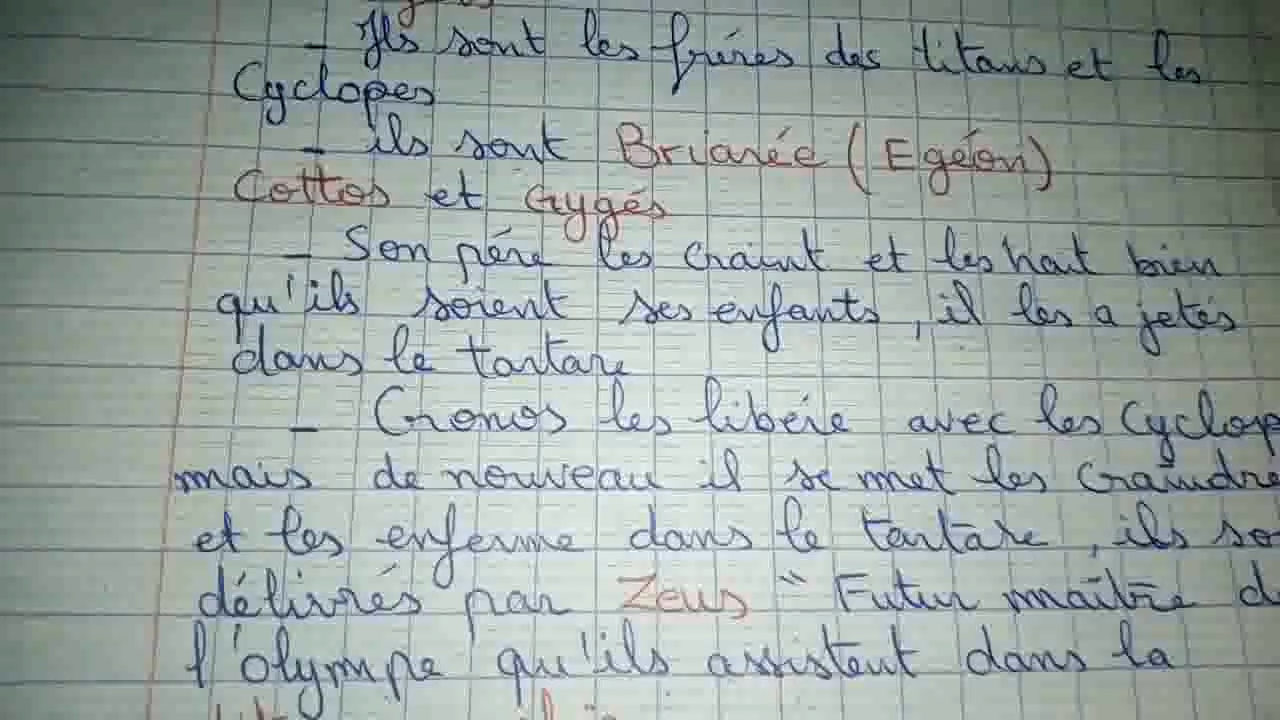 - Ils sont les fréres des titans et les
Cyclopes
- ils sont Briarée (Egéon)
Cottos et Gygés
- Son pére les craint et les hait bien
qu'ils soient ses enfants, il les a jetés
dans le tartare
- Cronos les libére avec les Cyclop
mais de nouveau il se met les craindre
et les enferme dans le tartare, ils so
délivrés par Zeus " Futur maître d
l'olympe qu'ils assistent dans la